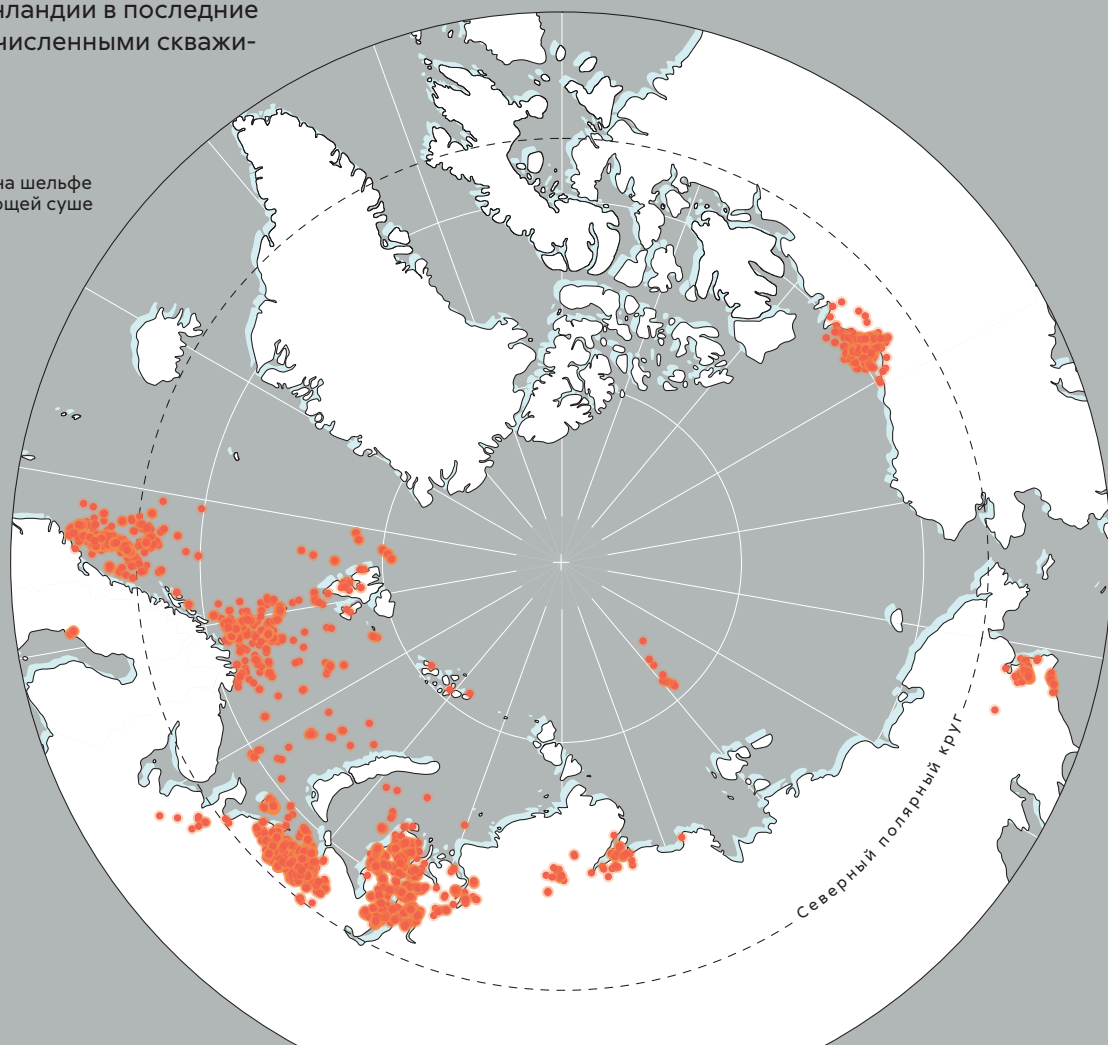 нландии в последние
численными скважи-
на шельфе
ющей суше
Северный полярный круг